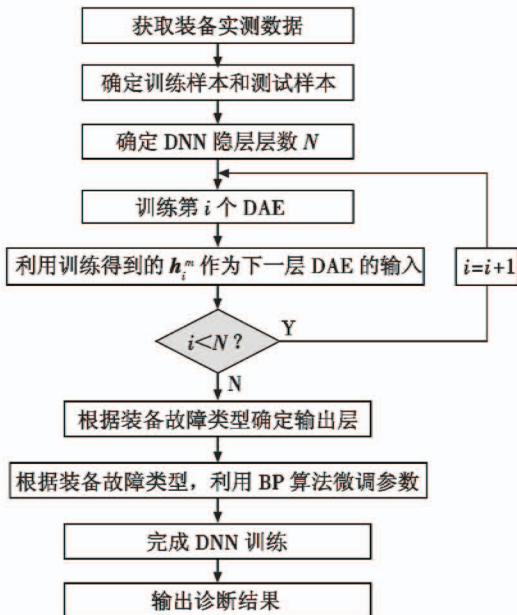 获取装备实测数据
确定训练样本和测试样本
确定 DNN 隐层层数 N
训练第 i 个 DAE
利用训练得到的 hᵢᵐ 作为下一层 DAE 的输入
i=i+1
i<N？
Y
N
根据装备故障类型确定输出层
根据装备故障类型，利用 BP 算法微调参数
完成 DNN 训练
输出诊断结果